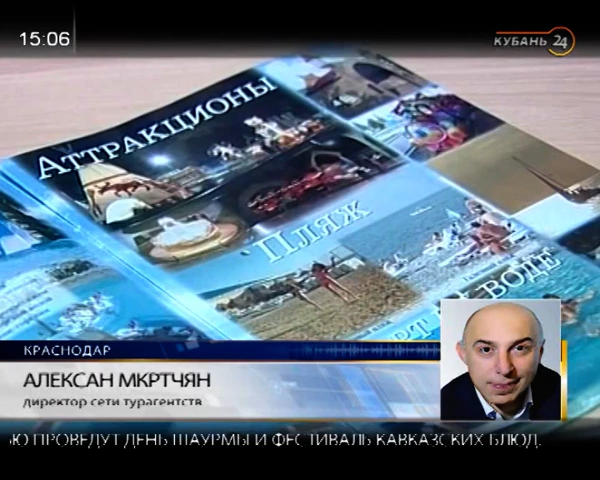 15:06
КУБАНЬ 24
АТТРАКЦИОНЫ
ПЛЯЖ
ВОДЕ
КРАСНОДАР
АЛЕКСАН МКРТЧЯН
директор сети турагентств
Ю ПРОВЕДУТ ДЕНЬ ШАУРМЫ И ФЕСТИВАЛЬ КАВКАЗСКИХ БЛЮД.